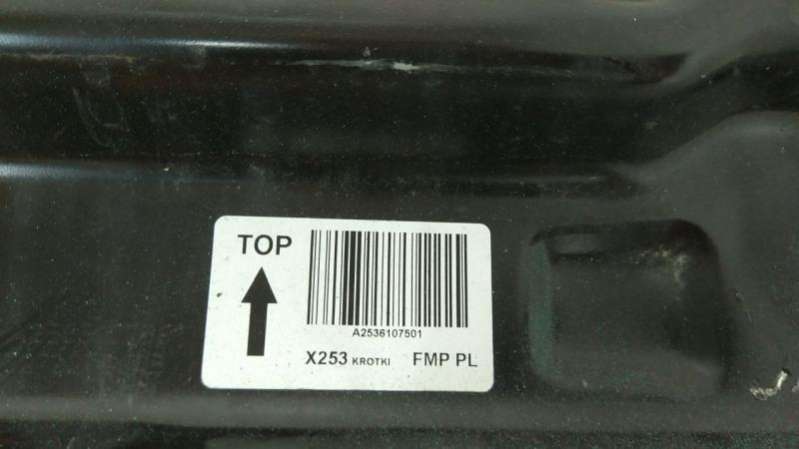 TOP
A2536107501
X253 KROTKI FMP PL